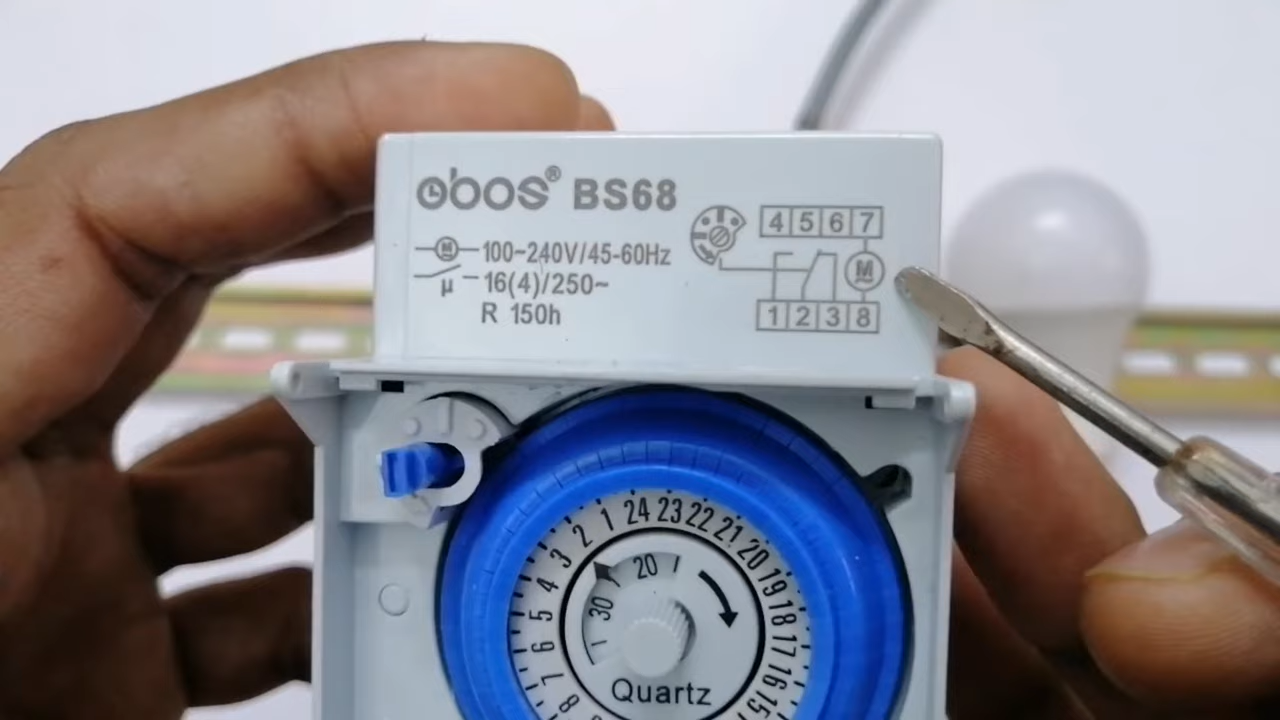 obos® BS68
M 100~240V/45-60Hz
µ 16(4)/250~
R 150h
4 5 6 7
M
1 2 3 8
24 23 22 21 20 19 18 17 16 15
1 2 3 4 5 6 7 8
20 30
Quartz